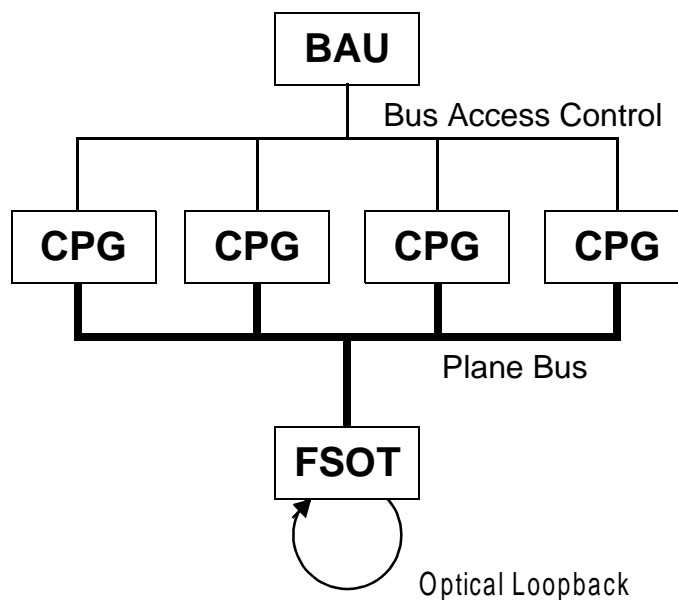 BAU
Bus Access Control
CPG CPG CPG CPG
Plane Bus
FSOT
Optical Loopback